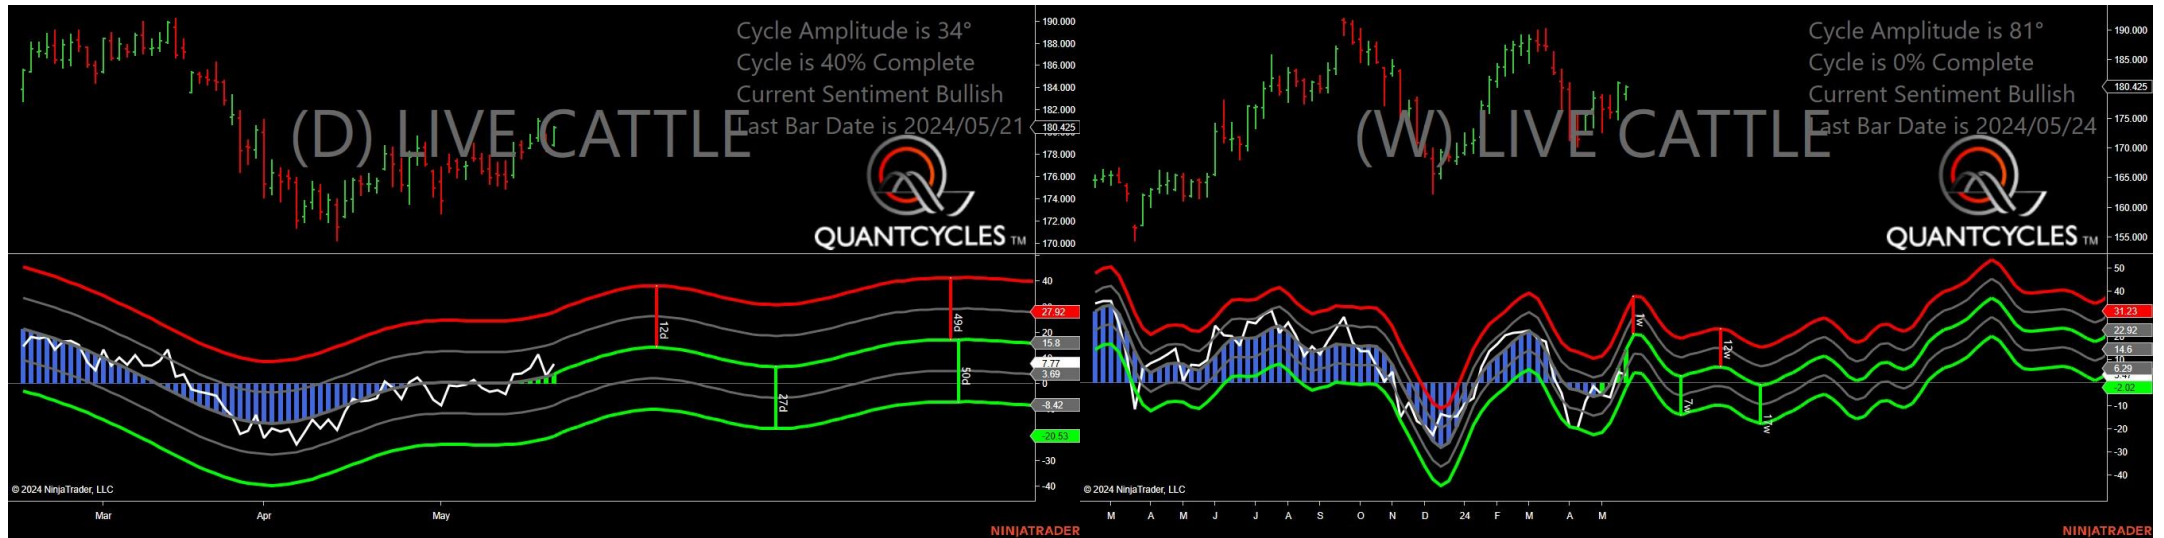 Cycle Amplitude is 34°
Cycle is 40% Complete
Current Sentiment Bullish
Last Bar Date is 2024/05/21
(D) LIVE CATTLE
QUANTCYCLES TM
190.000
188.000
186.000
184.000
182.000
180.425
178.000
176.000
174.000
172.000
170.000
40
27.92
20
15.8
7.77
3.69
0
-8.42
-20.53
-30
-40
12d
27d
49d
50d
© 2024 NinjaTrader, LLC
Mar Apr May
NINJATRADER
Cycle Amplitude is 81°
Cycle is 0% Complete
Current Sentiment Bullish
Last Bar Date is 2024/05/24
(W) LIVE CATTLE
QUANTCYCLES TM
190.000
185.000
180.425
175.000
170.000
165.000
160.000
155.000
50
40
31.23
22.92
14.6
6.29
-2.02
-10
-20
-30
-40
1w
7w
12w
17w
© 2024 NinjaTrader, LLC
M A M J J A S O N D 24 F M A M
NINJATRADER